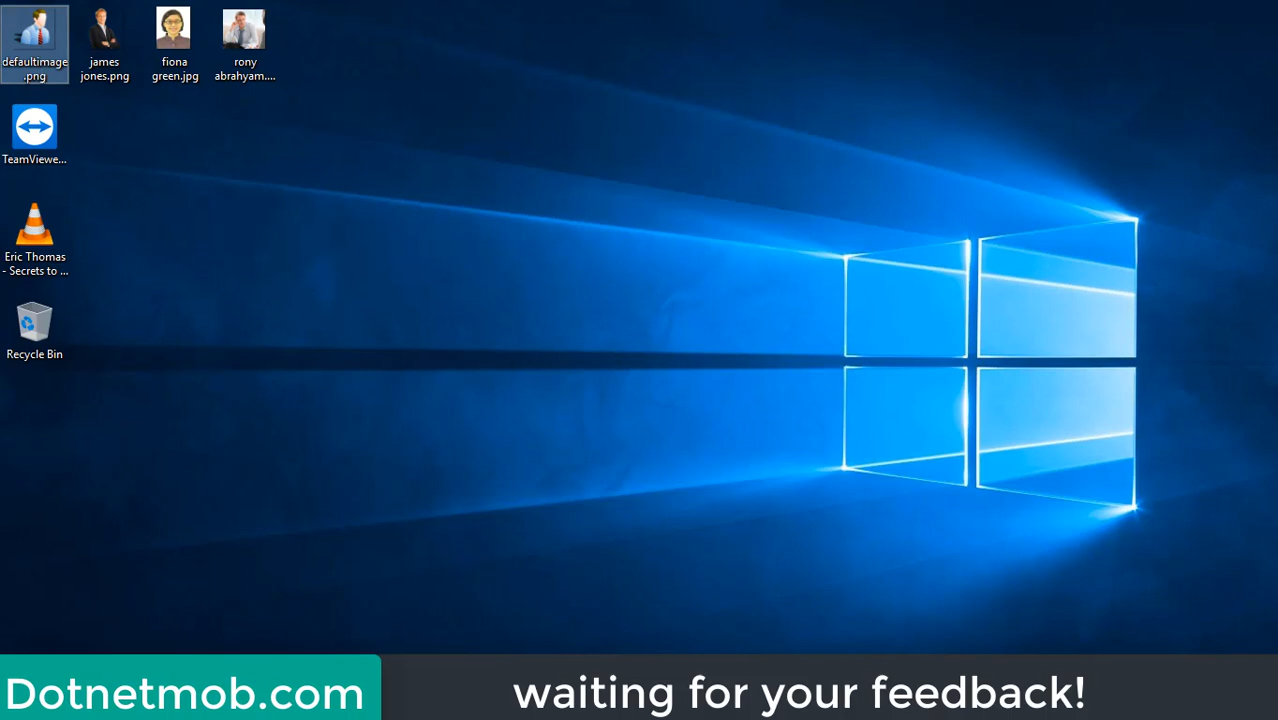 defaultimage
.png
james
jones.png
fiona
green.jpg
rony
abrahyam....
TeamViewe...
Eric Thomas
- Secrets to ...
Recycle Bin
Dotnetmob.com
waiting for your feedback!